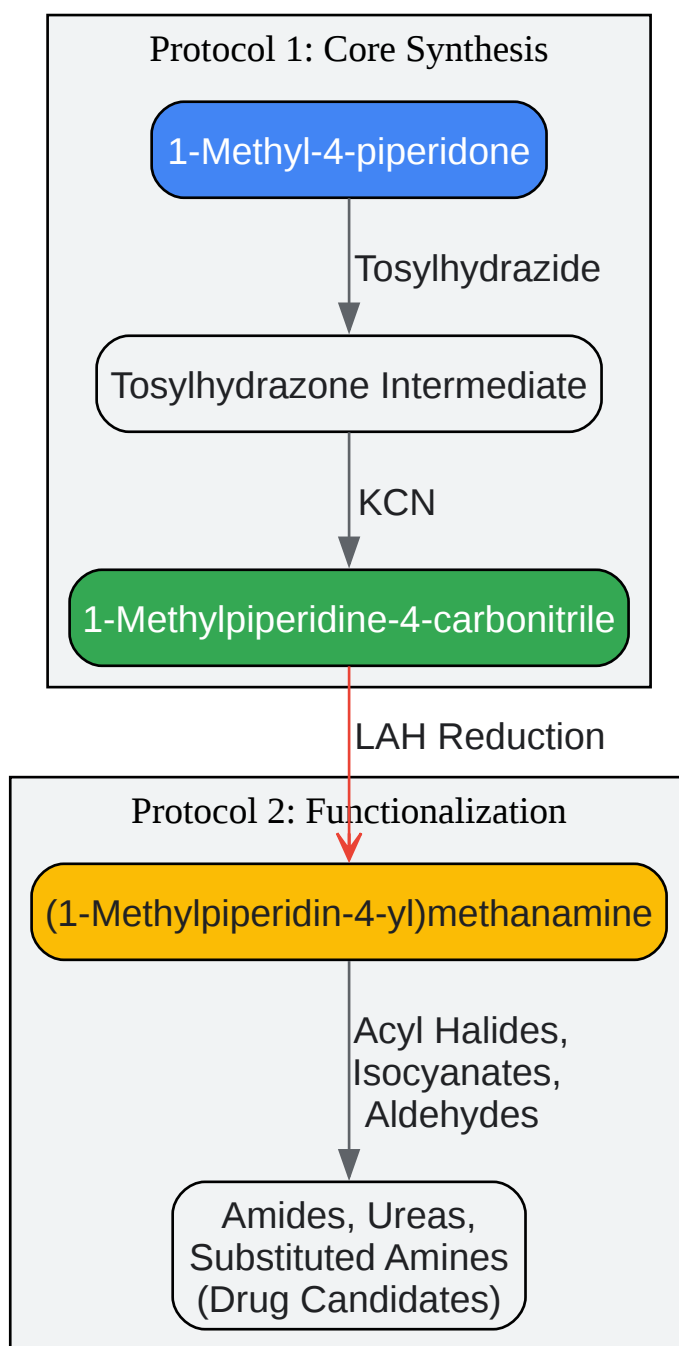 Protocol 1: Core Synthesis
1-Methyl-4-piperidone
Tosylhydrazide
Tosylhydrazone Intermediate
KCN
1-Methylpiperidine-4-carbonitrile
LAH Reduction
Protocol 2: Functionalization
(1-Methylpiperidin-4-yl)methanamine
Acyl Halides,
Isocyanates,
Aldehydes
Amides, Ureas,
Substituted Amines
(Drug Candidates)